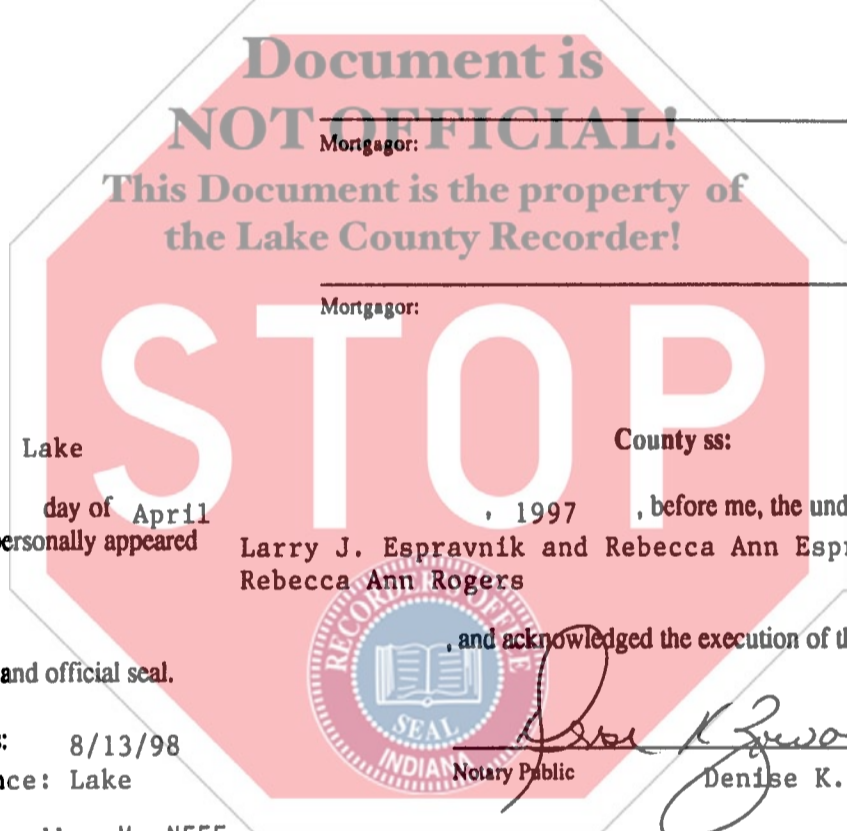 Document is
NOT OFFICIAL!
Mortgagor:
This Document is the property of
the Lake County Recorder!
Mortgagor:
STOP
Lake County ss:
day of April , 1997 , before me, the und
ersonally appeared Larry J. Espravnik and Rebecca Ann Espr
Rebecca Ann Rogers
RECORDER'S OFFICE
, and acknowledged the execution of th
and official seal.
SEAL
INDIANA
s: 8/13/98
Notary Public
nce: Lake Denise K.